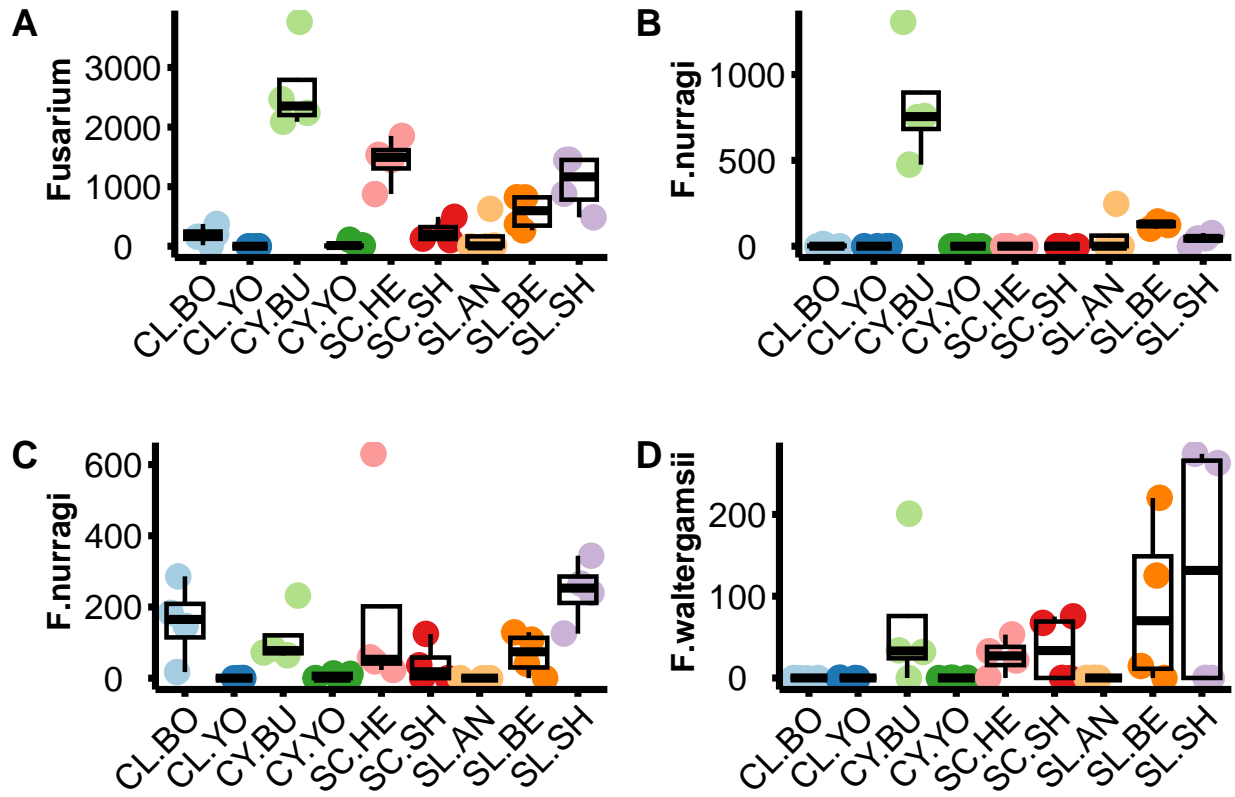 A
Fusarium
3000
2000
1000
0
CL.BO
CL.YO
CY.BU
CY.YO
SC.HE
SC.SH
SL.AN
SL.BE
SL.SH
B
F.nurragi
1000
500
0
CL.BO
CL.YO
CY.BU
CY.YO
SC.HE
SC.SH
SL.AN
SL.BE
SL.SH
C
F.nurragi
600
400
200
0
CL.BO
CL.YO
CY.BU
CY.YO
SC.HE
SC.SH
SL.AN
SL.BE
SL.SH
D
F.waltergamsii
200
100
0
CL.BO
CL.YO
CY.BU
CY.YO
SC.HE
SC.SH
SL.AN
SL.BE
SL.SH